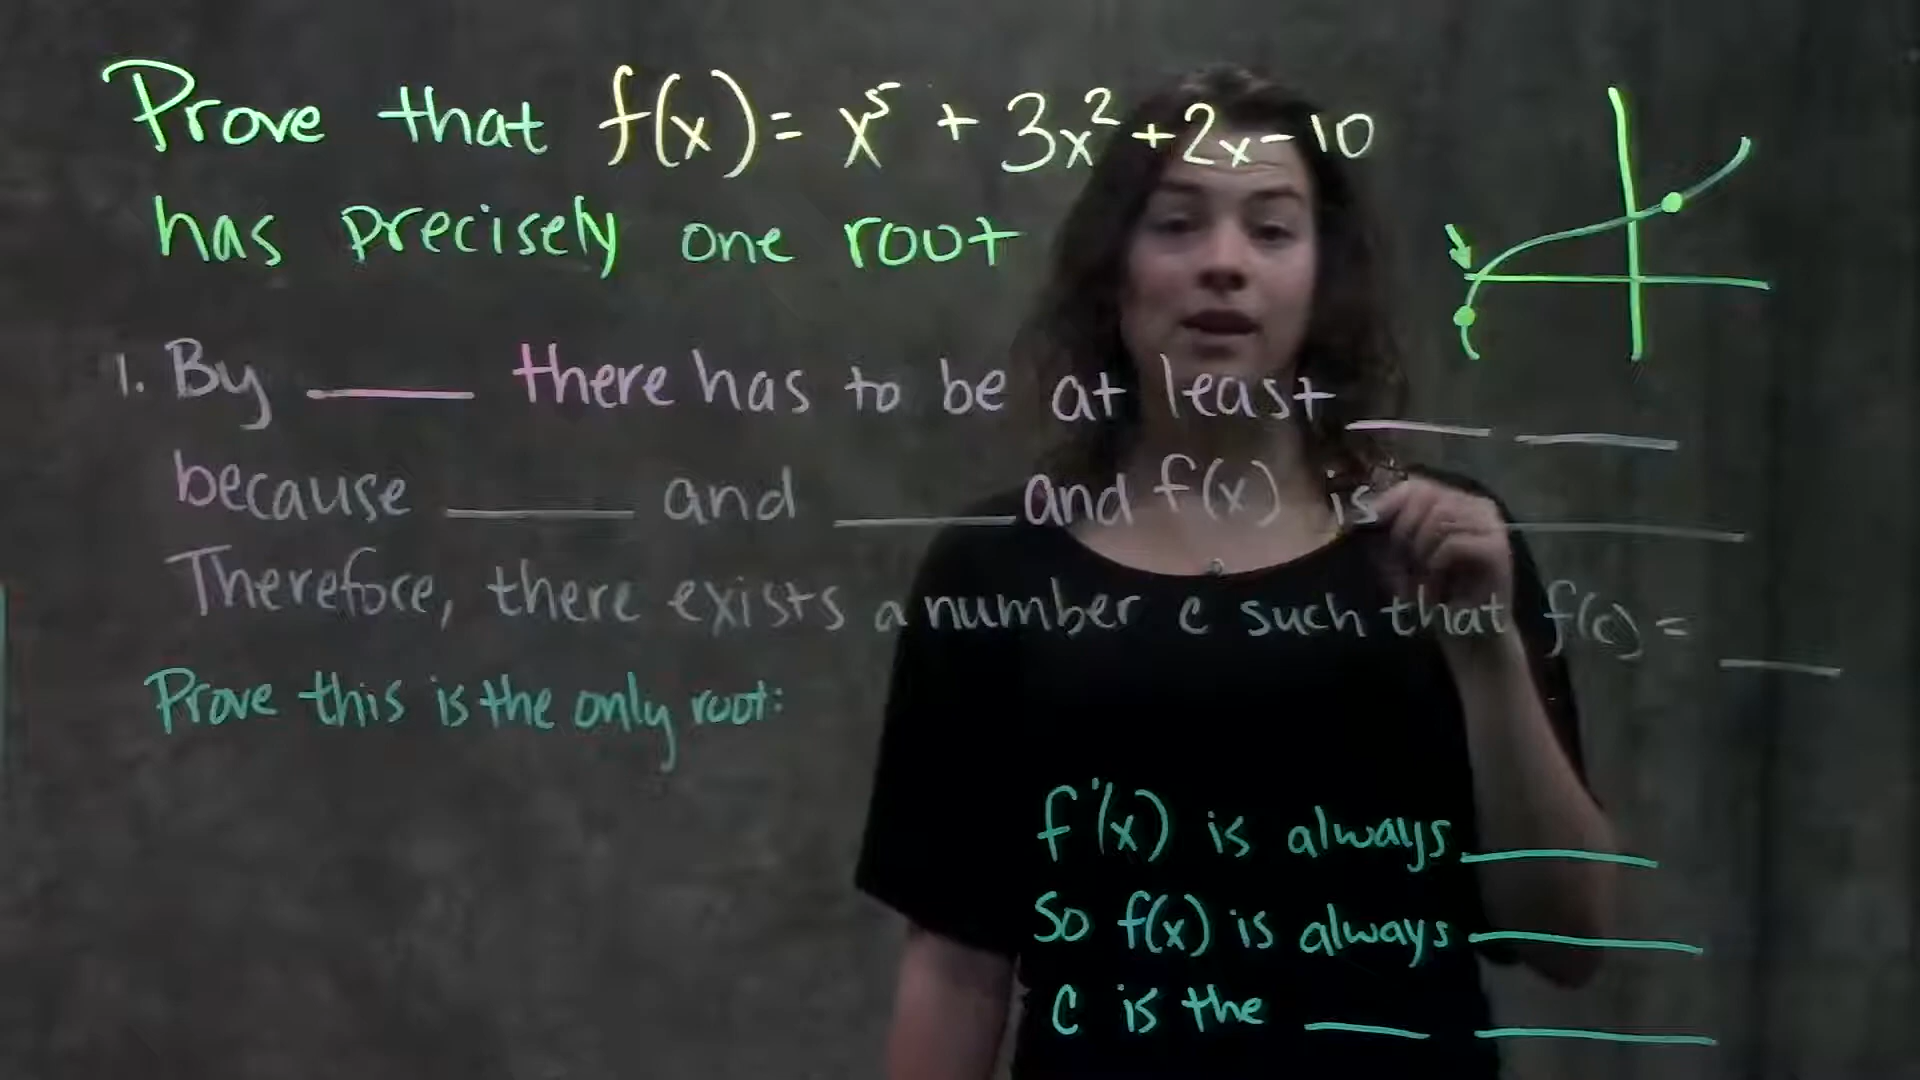 Prove that f(x) = x⁵ + 3x² + 2x - 10
has precisely one root
1. By ____ there has to be at least ____ ____
because ____ and ____ and f(x) is ____
Therefore, there exists a number c such that f(c) = ____
Prove this is the only root:
f'(x) is always ____
So f(x) is always ____
C is the ____ ____